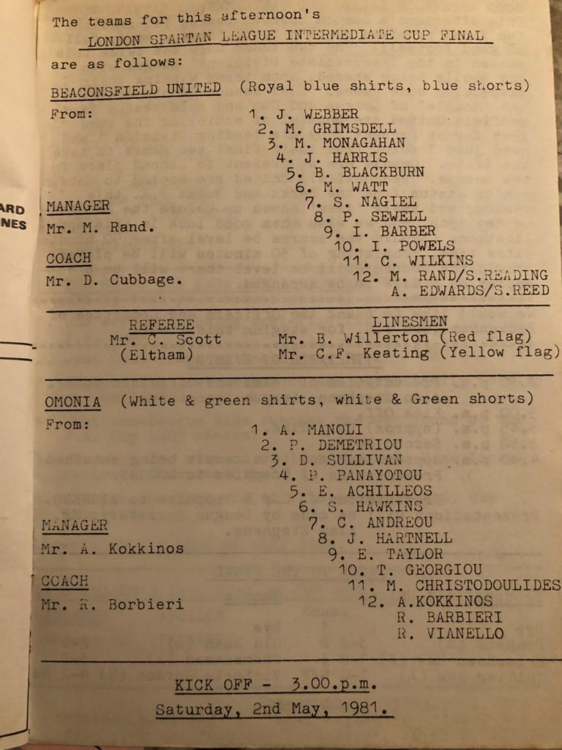 The teams for this afternoon's
LONDON SPARTAN LEAGUE INTERMEDIATE CUP FINAL
are as follows:
BEACONSFIELD UNITED (Royal blue shirts, blue shorts)
From:
1. J. WEBBER
2. M. GRIMSDELL
3. M. MONAGAHAN
4. J. HARRIS
5. B. BLACKBURN
6. M. WATT
7. S. NAGIEL
8. P. SEWELL
9. I. BARBER
10. I. POWELS
11. C. WILKINS
12. M. RAND/S.READING
A. EDWARDS/S.REED
MANAGER
Mr. M. Rand.
COACH
Mr. D. Cubbage.
ARD
NES
REFEREE
Mr. C. Scott
(Eltham)
LINESMEN
Mr. B. Willerton (Red flag)
Mr. C.F. Keating (Yellow flag)
OMONIA (White & green shirts, white & Green shorts)
From:
1. A. MANOLI
2. P. DEMETRIOU
3. D. SULLIVAN
4. P. PANAYOTOU
5. E. ACHILLEOS
6. S. HAWKINS
7. C. ANDREOU
8. J. HARTNELL
9. E. TAYLOR
10. T. GEORGIOU
11. M. CHRISTODOULIDES
12. A.KOKKINOS
R. BARBIERI
R. VIANELLO
MANAGER
Mr. A. Kokkinos
COACH
Mr. R. Borbieri
KICK OFF - 3.00.p.m.
Saturday, 2nd May, 1981.